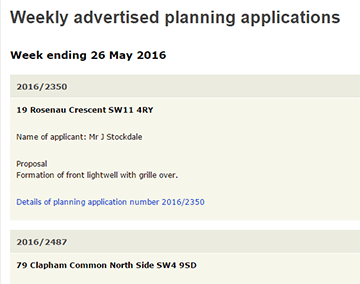 Weekly advertised planning applications
Week ending 26 May 2016
2016/2350
19 Rosenau Crescent SW11 4RY
Name of applicant: Mr J Stockdale
Proposal
Formation of front lightwell with grille over.
Details of planning application number 2016/2350
2016/2487
79 Clapham Common North Side SW4 9SD